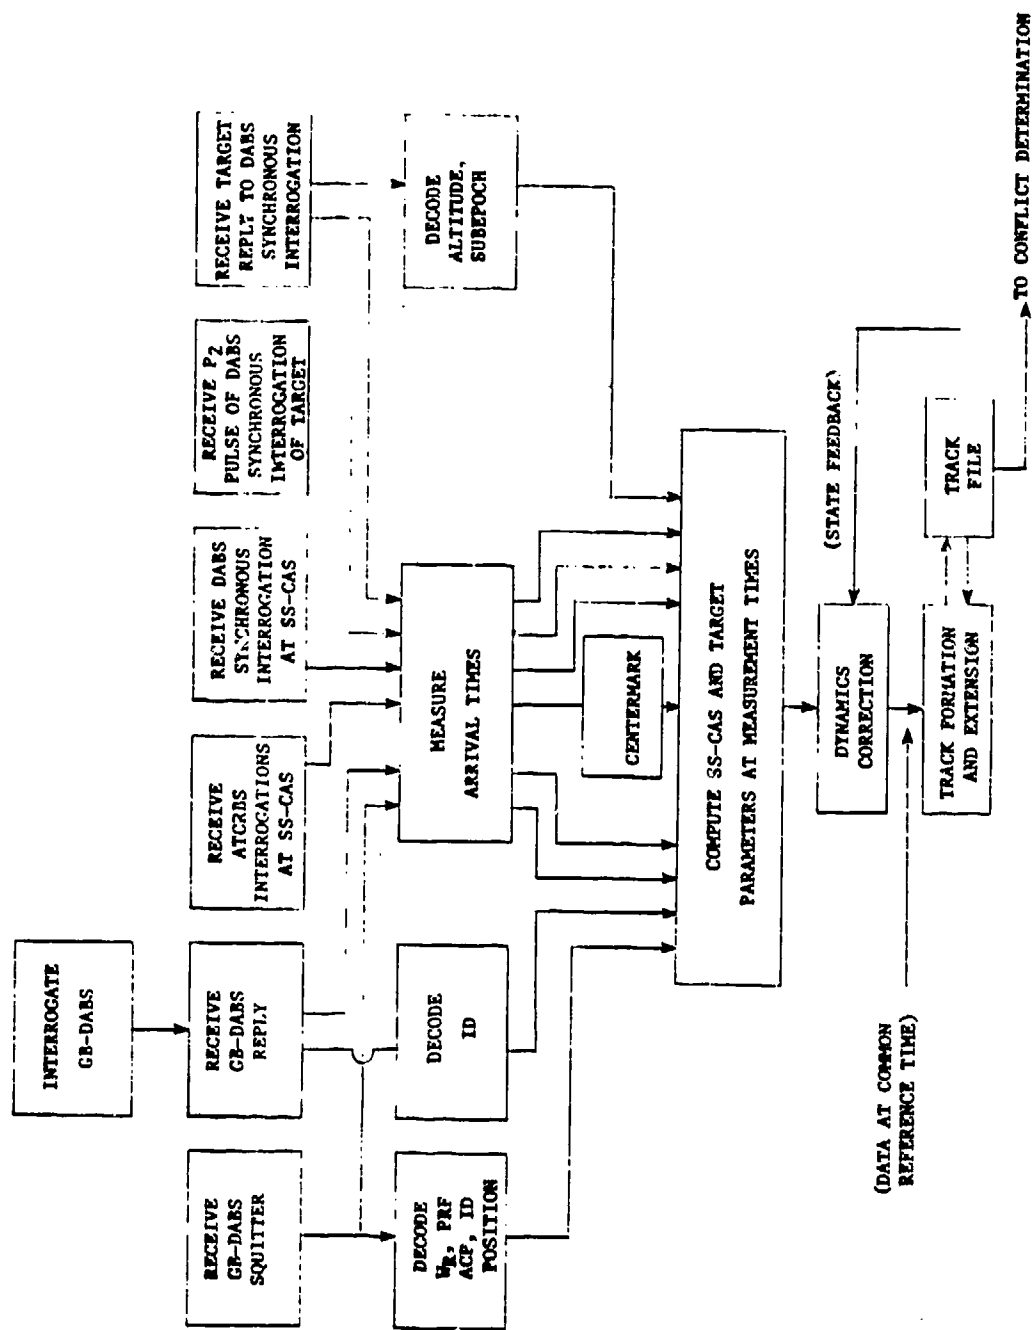 INTERROGATE
GB-DABS
RECEIVE
GB-DABS
SQUITTER
RECEIVE
GB-DABS
REPLY
RECEIVE
ATCRBS
INTERROGATIONS
AT SS-CAS
RECEIVE DABS
SYNCHRONOUS
INTERROGATION
AT SS-CAS
RECEIVE P2
PULSE OF DABS
SYNCHRONOUS
INTERROGATION
OF TARGET
RECEIVE TARGET
REPLY TO DABS
SYNCHRONOUS
INTERROGATION
DECODE
WR, PRF
ACP, ID
POSITION
DECODE
ID
MEASURE
ARRIVAL TIMES
DECODE
ALTITUDE,
SUBEPOCH
CENTERMARK
COMPUTE SS-CAS AND TARGET
PARAMETERS AT MEASUREMENT TIMES
DYNAMICS
CORRECTION
(STATE FEEDBACK)
(DATA AT COMMON
REFERENCE TIME)
TRACK FORMATION
AND EXTENSION
TRACK
FILE
TO CONFLICT DETERMINATION